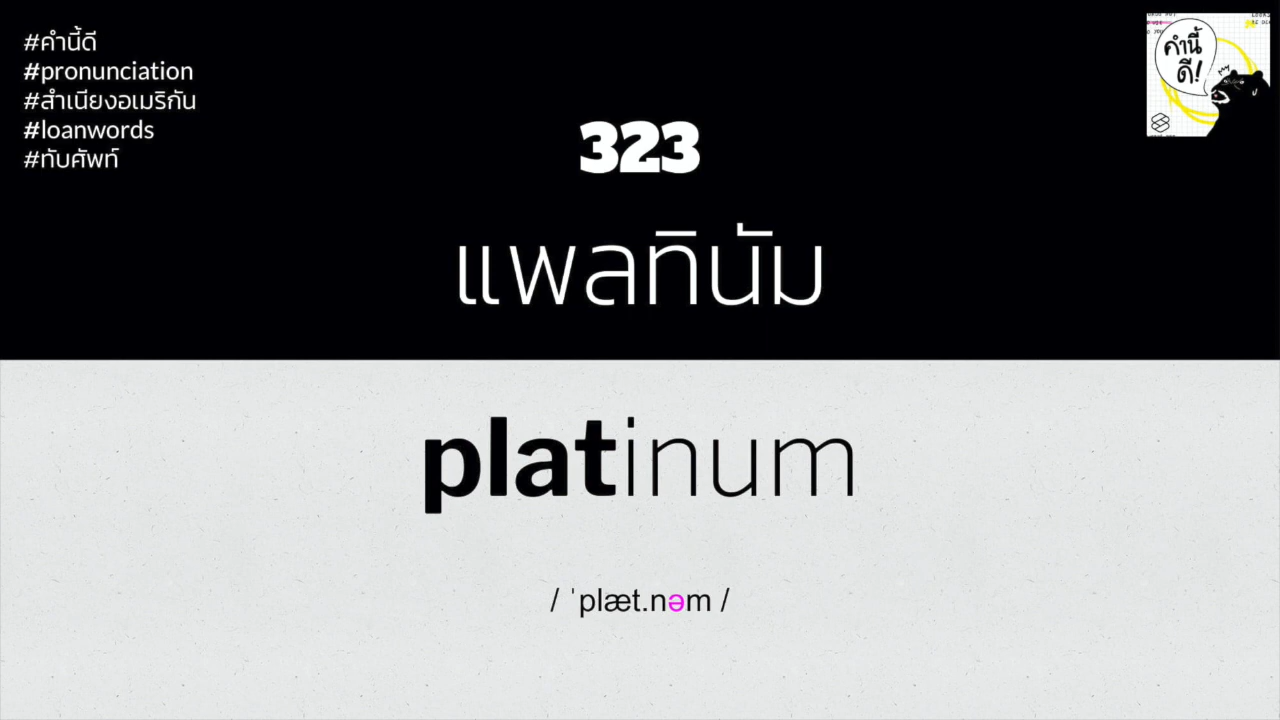 #คำนี้ดี
#pronunciation
#สำเนียงอเมริกัน
#loanwords
#ทับศัพท์
คำนี้
ดี!
323
แพลทินัม
platinum
/ ˈplæt.nəm /